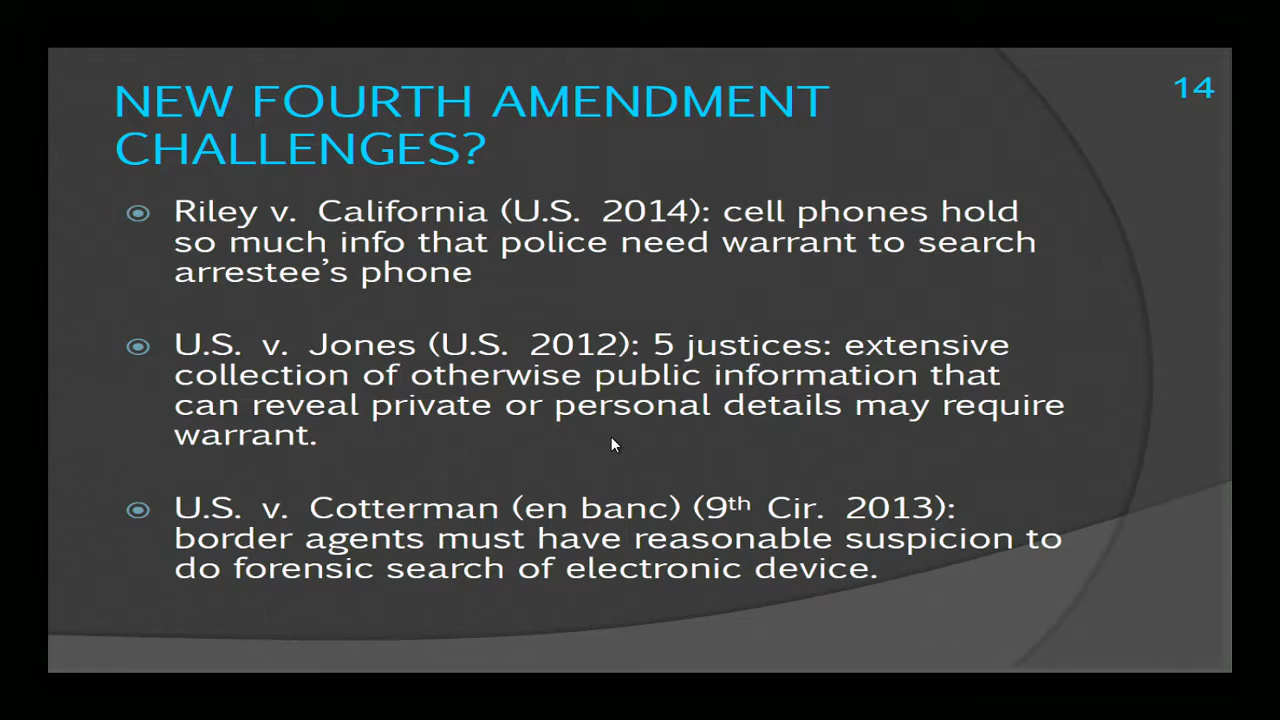 NEW FOURTH AMENDMENT
CHALLENGES?
14
Riley v. California (U.S. 2014): cell phones hold
so much info that police need warrant to search
arrestee’s phone
U.S. v. Jones (U.S. 2012): 5 justices: extensive
collection of otherwise public information that
can reveal private or personal details may require
warrant.
U.S. v. Cotterman (en banc) (9th Cir. 2013):
border agents must have reasonable suspicion to
do forensic search of electronic device.